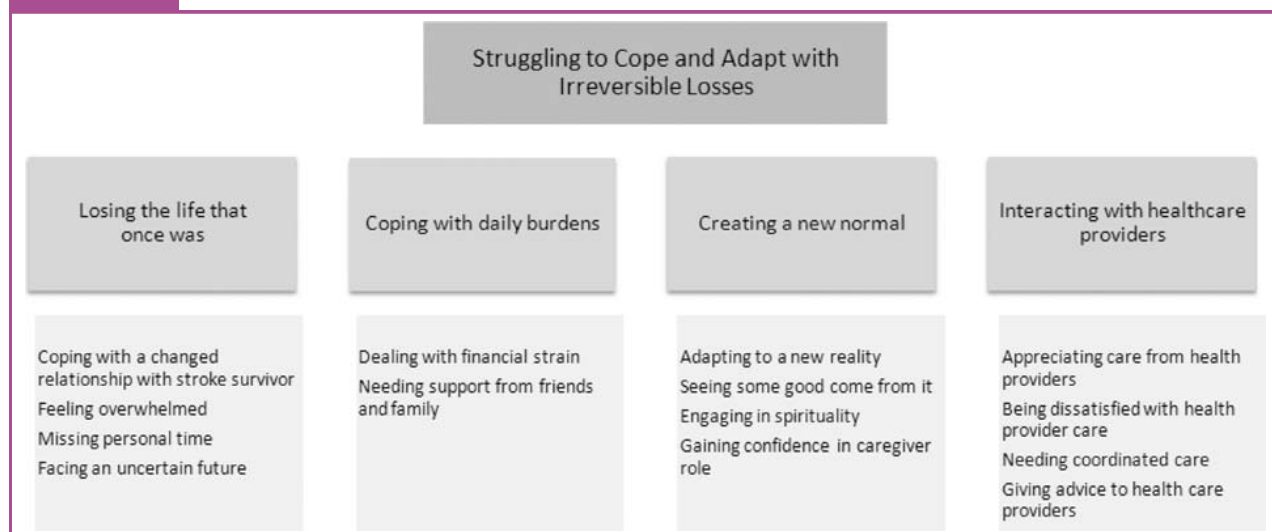 Struggling to Cope and Adapt with
Irreversible Losses
Losing the life that
once was
Coping with a changed
relationship with stroke survivor
Feeling overwhelmed
Missing personal time
Facing an uncertain future
Coping with daily burdens
Dealing with financial strain
Needing support from friends
and family
Creating a new normal
Adapting to a new reality
Seeing some good come from it
Engaging in spirituality
Gaining confidence in caregiver
role
Interacting with healthcare
providers
Appreciating care from health
providers
Being dissatisfied with health
provider care
Needing coordinated care
Giving advice to health care
providers